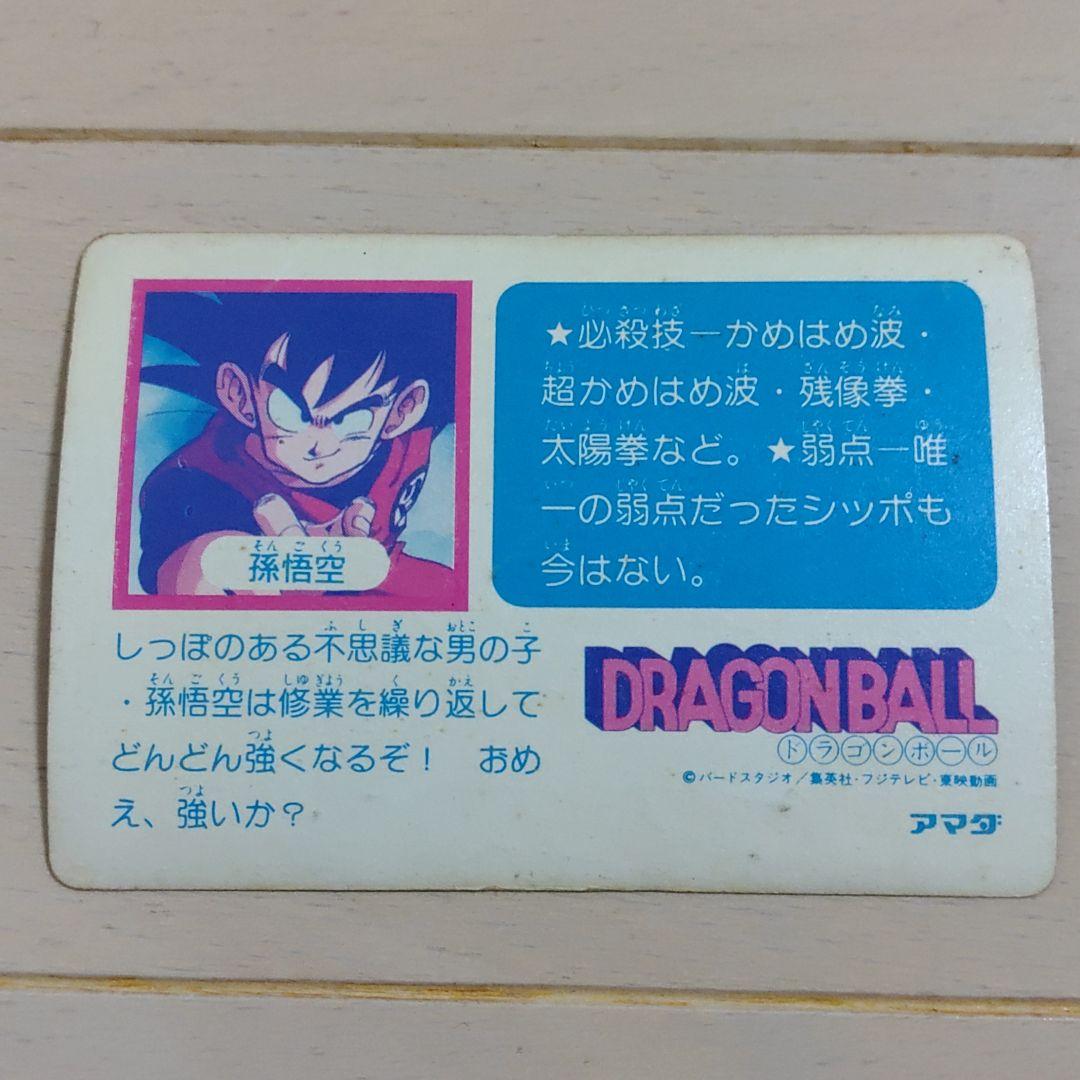 ★必殺技ーかめはめ波・
超かめはめ波・残像拳・
太陽拳など。★弱点ー唯
一の弱点だったシッポも
今はない。
孫悟空
しっぽのある不思議な男の子
・孫悟空は修業を繰り返して
どんどん強くなるぞ! おめ
え、強いか?
DRAGON BALL
ドラゴンボール
©バードスタジオ/集英社・フジテレビ・東映動画
アマダ